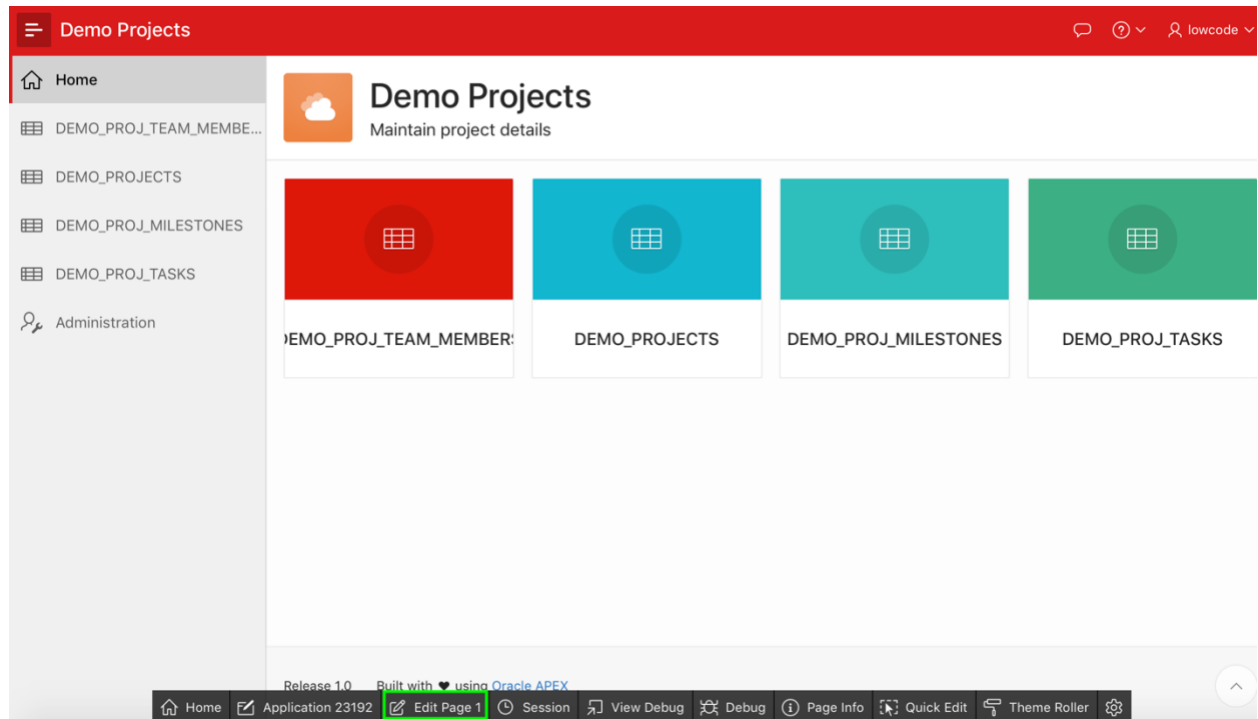 Demo Projects
lowcode
Home
DEMO_PROJ_TEAM_MEMBE...
DEMO_PROJECTS
DEMO_PROJ_MILESTONES
DEMO_PROJ_TASKS
Administration
Demo Projects
Maintain project details
DEMO_PROJ_TEAM_MEMBERS
DEMO_PROJECTS
DEMO_PROJ_MILESTONES
DEMO_PROJ_TASKS
Release 1.0 Built with ♥ using Oracle APEX
Home Application 23192 Edit Page 1 Session View Debug Debug Page Info Quick Edit Theme Roller